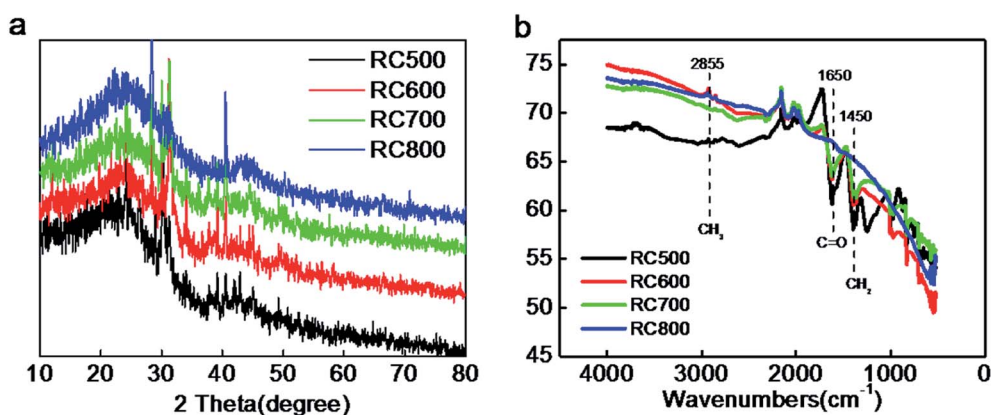 a
RC500
RC600
RC700
RC800
10 20 30 40 50 60 70 80
2 Theta(degree)
b
75
70
65
60
55
50
45
2855
1650
1450
CH₃
C=O
CH₂
RC500
RC600
RC700
RC800
4000 3000 2000 1000 0
Wavenumbers(cm⁻¹)